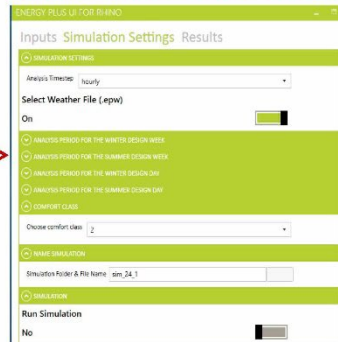 ENERGY PLUS UI FOR RHINO
Inputs Simulation Settings Results
SIMULATION SETTINGS
Analysis Timestep hourly
Select Weather File (.epw)
On
ANALYSIS PERIOD FOR THE WINTER DESIGN WEEK
ANALYSIS PERIOD FOR THE SUMMER DESIGN WEEK
ANALYSIS PERIOD FOR THE WINTER DESIGN DAY
ANALYSIS PERIOD FOR THE SUMMER DESIGN DAY
COMFORT CLASS
Choose comfort class 2
NAME SIMULATION
Simulation Folder & File Name sim_24_1
SIMULATION
Run Simulation
No